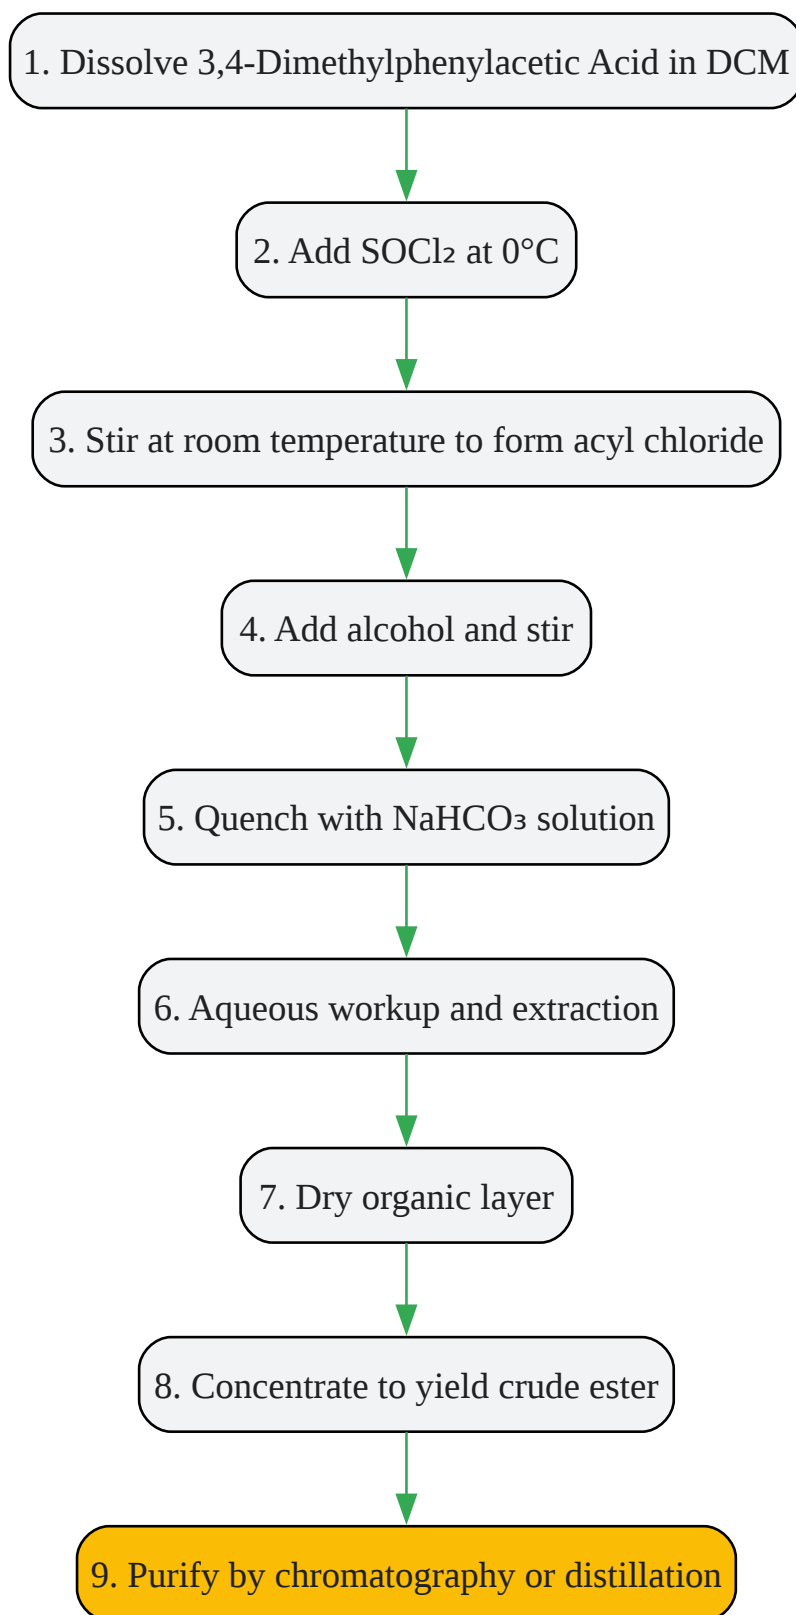 1. Dissolve 3,4-Dimethylphenylacetic Acid in DCM
2. Add SOCl₂ at 0°C
3. Stir at room temperature to form acyl chloride
4. Add alcohol and stir
5. Quench with NaHCO₃ solution
6. Aqueous workup and extraction
7. Dry organic layer
8. Concentrate to yield crude ester
9. Purify by chromatography or distillation